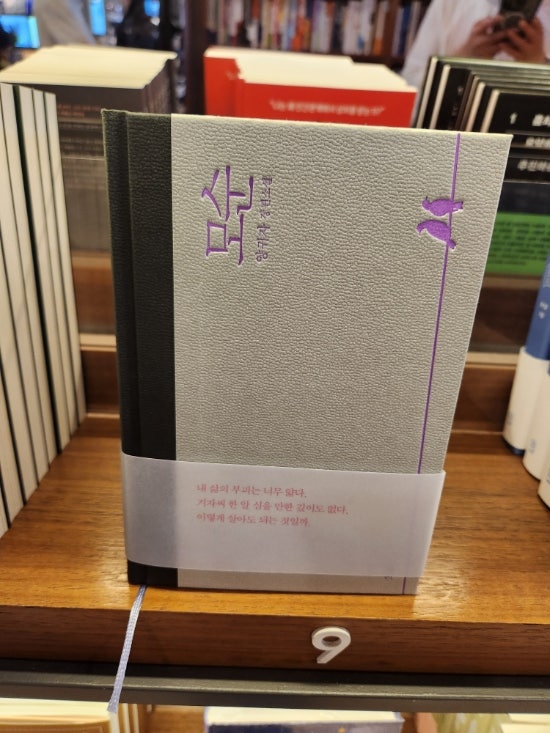 모순
양귀자 장편소설
내 삶의 부피는 너무 얇다.
겨자씨 한 알 심을 만한 깊이도 없다.
이렇게 살아도 되는 것일까.
9